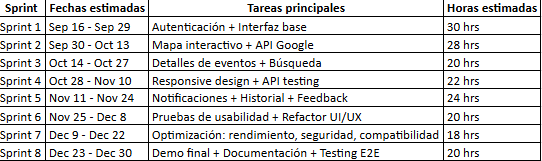 Sprint Fechas estimadas Tareas principales Horas estimadas
Sprint 1 Sep 16 - Sep 29 Autenticación + Interfaz base 30 hrs
Sprint 2 Sep 30 - Oct 13 Mapa interactivo + API Google 28 hrs
Sprint 3 Oct 14 - Oct 27 Detalles de eventos + Búsqueda 20 hrs
Sprint 4 Oct 28 - Nov 10 Responsive design + API testing 22 hrs
Sprint 5 Nov 11 - Nov 24 Notificaciones + Historial + Feedback 24 hrs
Sprint 6 Nov 25 - Dec 8 Pruebas de usabilidad + Refactor UI/UX 20 hrs
Sprint 7 Dec 9 - Dec 22 Optimización: rendimiento, seguridad, compatibilidad 18 hrs
Sprint 8 Dec 23 - Dec 30 Demo final + Documentación + Testing E2E 20 hrs